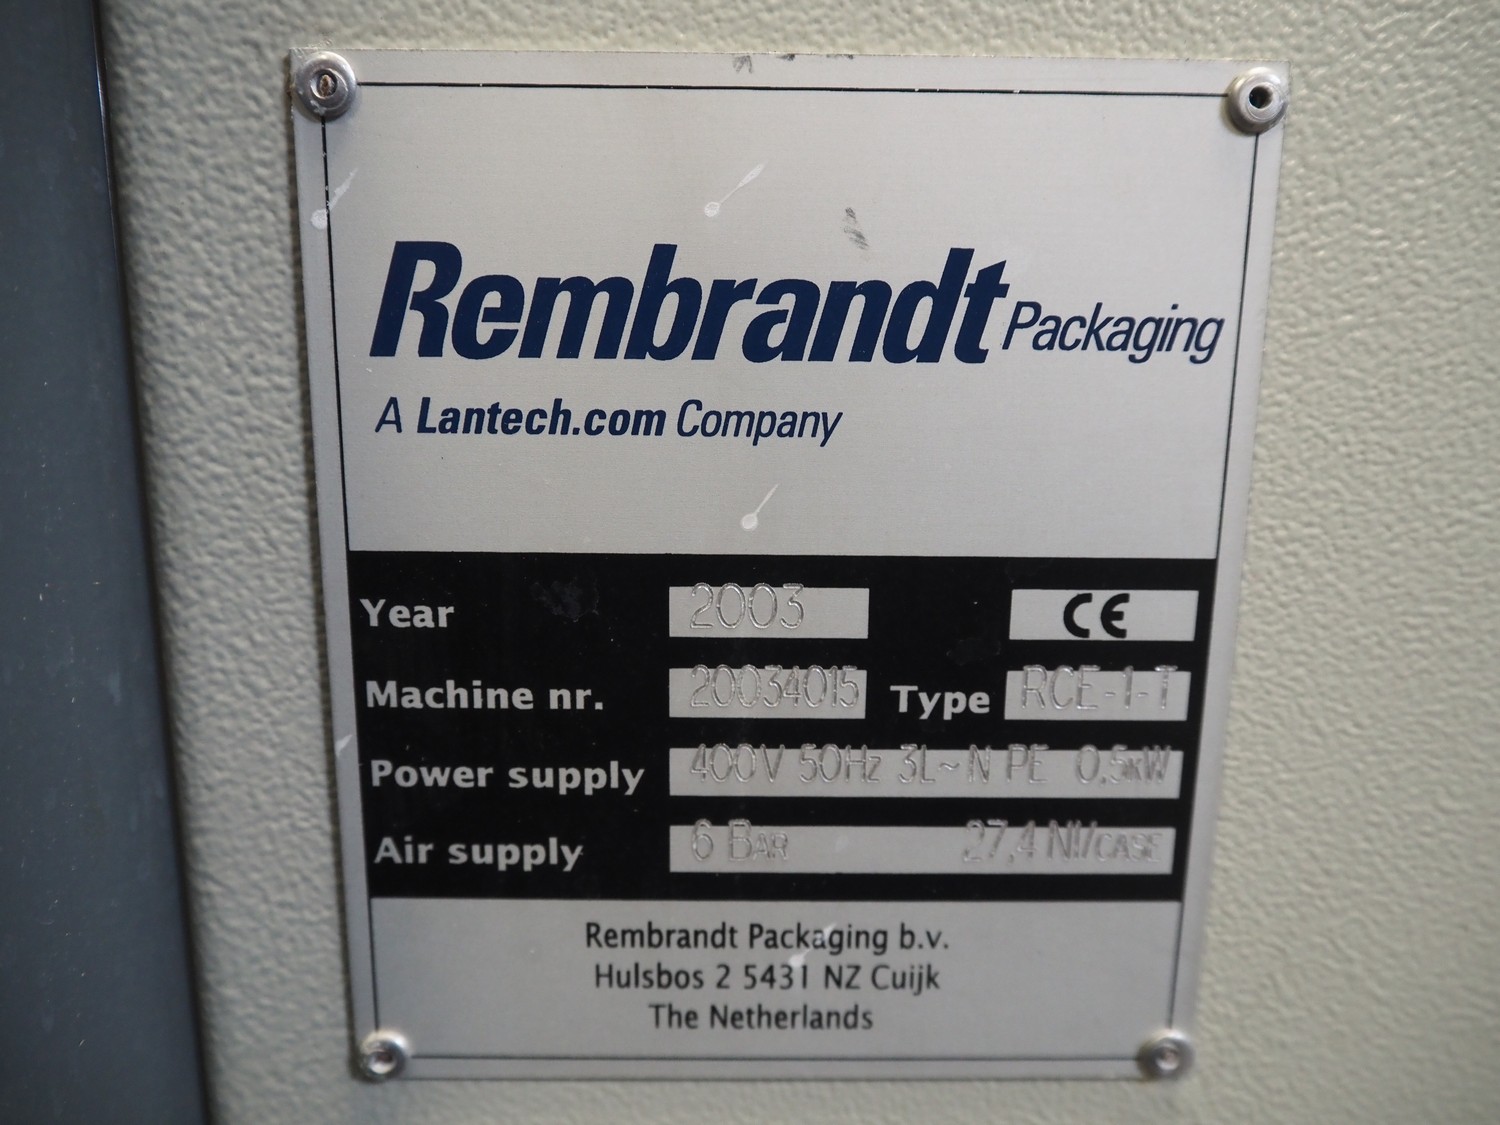 Rembrandt Packaging
A Lantech.com Company
Year 2003 CE
Machine nr. 20034015 Type RCE-1-T
Power supply 400V 50Hz 3L~N PE 0,5kW
Air supply 6 BAR 27,4 Nl/CASE
Rembrandt Packaging b.v.
Hulsbos 2 5431 NZ Cuijk
The Netherlands